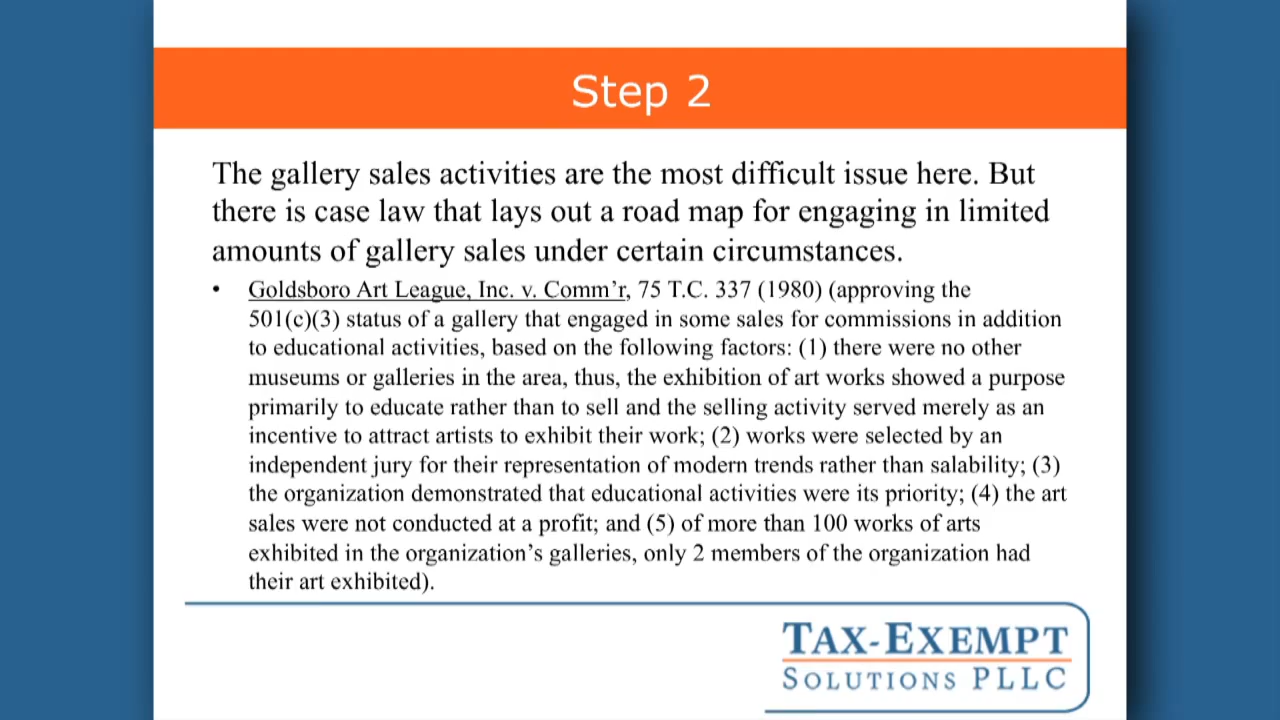 Step 2
The gallery sales activities are the most difficult issue here. But
there is case law that lays out a road map for engaging in limited
amounts of gallery sales under certain circumstances.
• Goldsboro Art League, Inc. v. Comm’r, 75 T.C. 337 (1980) (approving the
501(c)(3) status of a gallery that engaged in some sales for commissions in addition
to educational activities, based on the following factors: (1) there were no other
museums or galleries in the area, thus, the exhibition of art works showed a purpose
primarily to educate rather than to sell and the selling activity served merely as an
incentive to attract artists to exhibit their work; (2) works were selected by an
independent jury for their representation of modern trends rather than salability; (3)
the organization demonstrated that educational activities were its priority; (4) the art
sales were not conducted at a profit; and (5) of more than 100 works of arts
exhibited in the organization’s galleries, only 2 members of the organization had
their art exhibited).
TAX-EXEMPT
SOLUTIONS PLLC